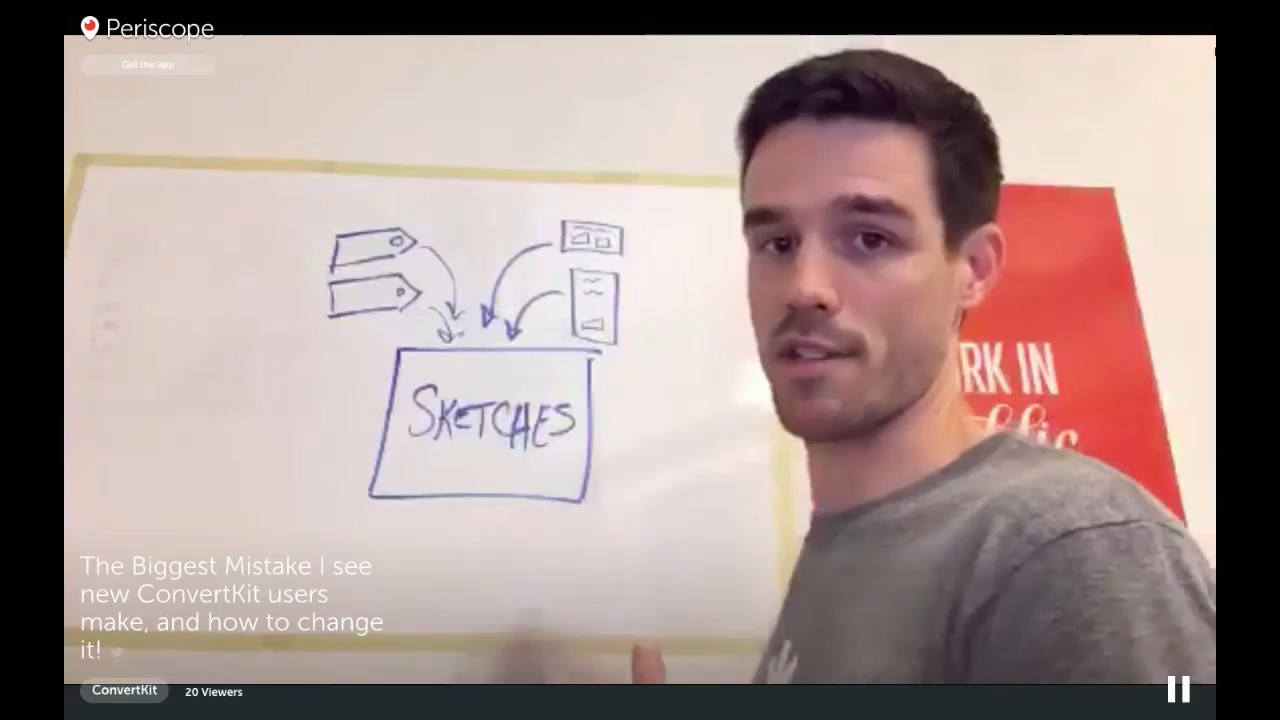 Periscope
Get the app
SKETCHES
RK IN
The Biggest Mistake I see
new ConvertKit users
make, and how to change
it!
ConvertKit
20 Viewers